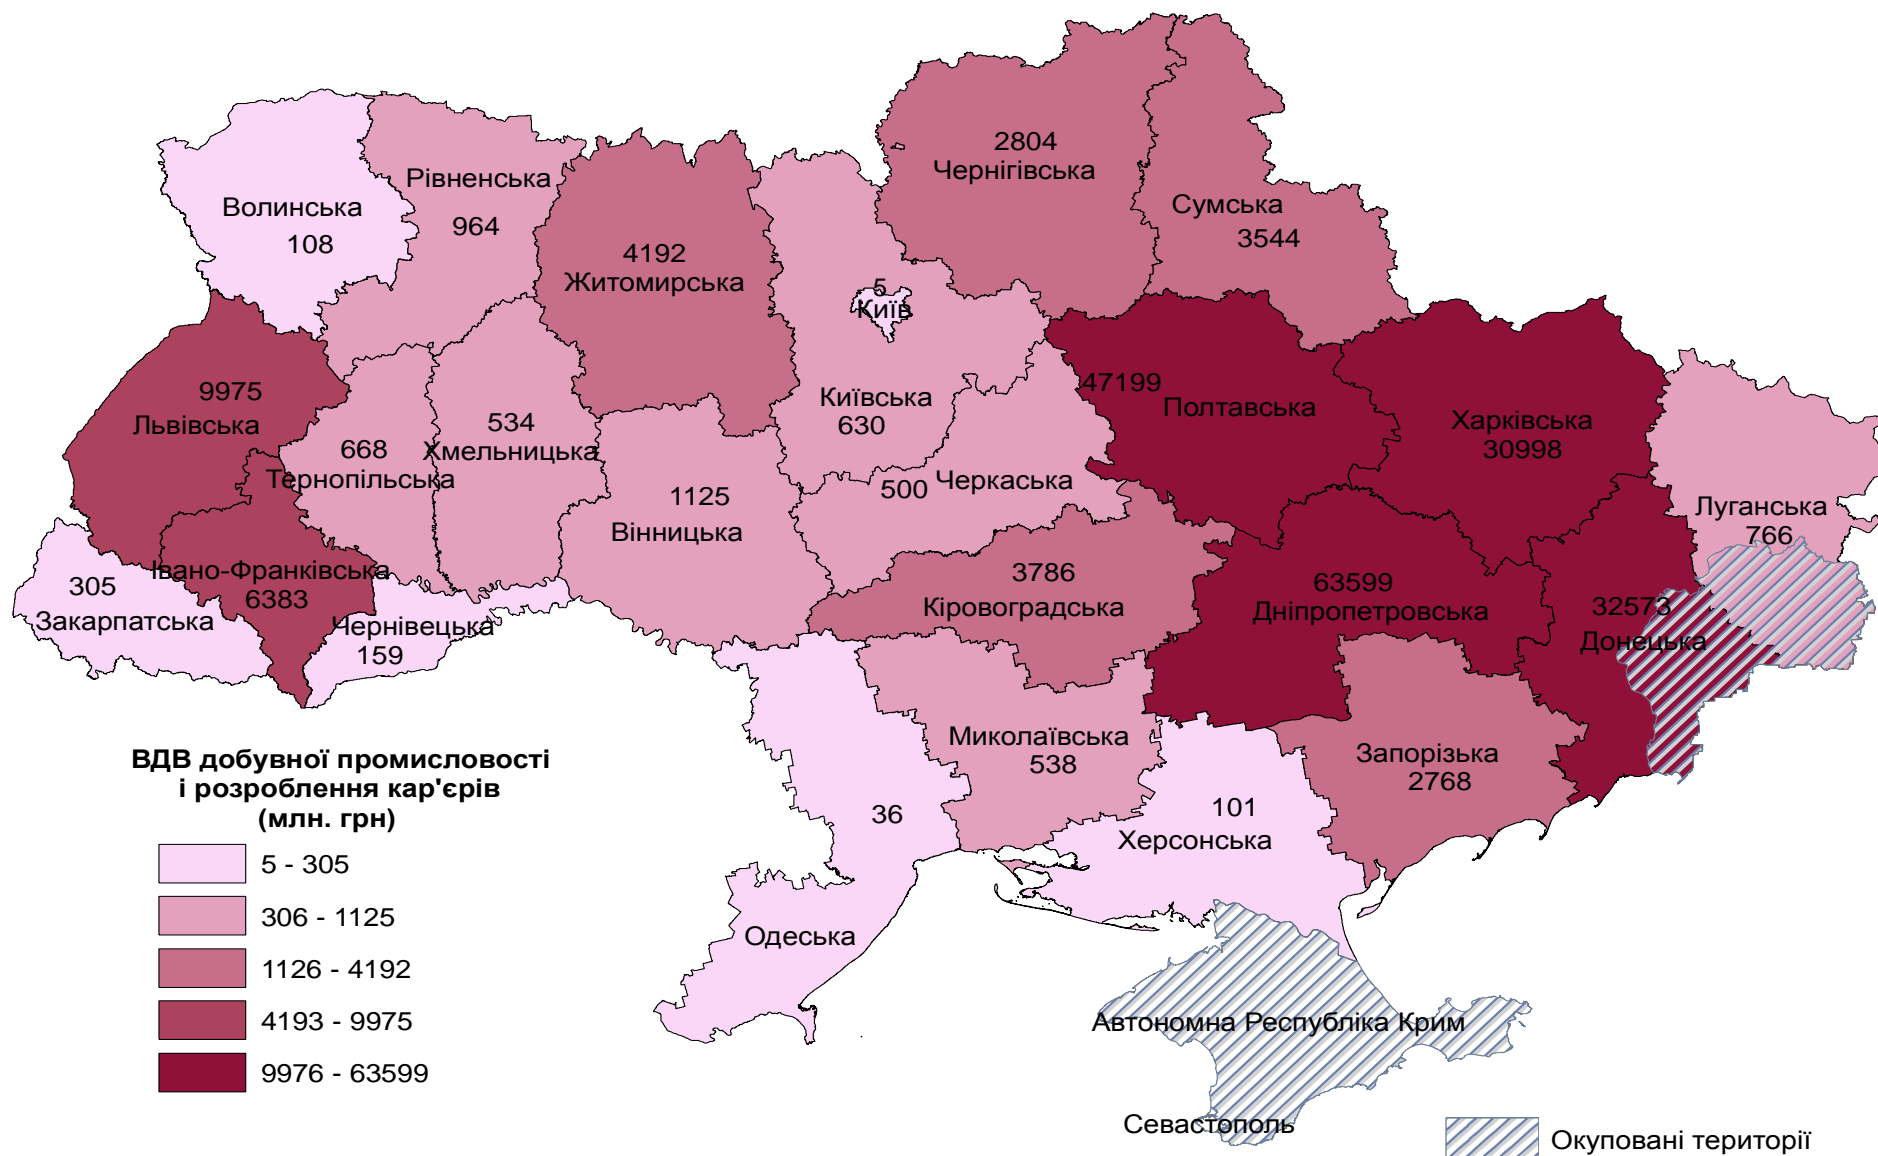 2804
Чернігівська
Рівненська
964
Волинська
108
Сумська
3544
4192
Житомирська
5
Київ
9975
Львівська
47199
Полтавська
Харківська
30998
Київська
630
534
Хмельницька
668
Тернопільська
1125
Вінницька
500
Черкаська
Луганська
766
305
Закарпатська
Івано-Франківська
6383
3786
Кіровоградська
63599
Дніпропетровська
32573
Донецька
Чернівецька
159
Миколаївська
538
Запорізька
2768
36
Одеська
101
Херсонська
ВДВ добувної промисловості
і розроблення кар'єрів
(млн. грн)
5 - 305
306 - 1125
1126 - 4192
4193 - 9975
9976 - 63599
Автономна Республіка Крим
Севастополь
Окуповані території